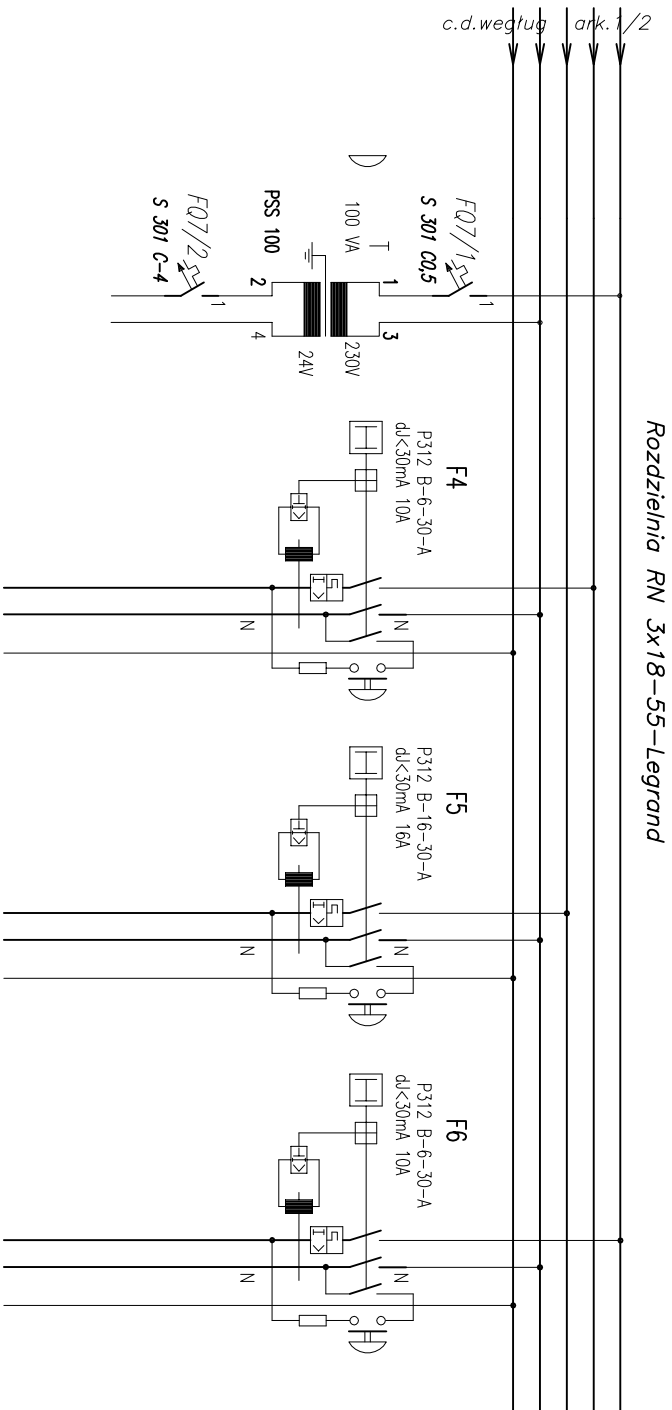 c.d.wegług ark.1/2
Rozdzielnia RN 3x18-55-Legrand
FQ7/1
S 301 C0,5
1
T
100 VA
PSS 100
1
3
230V
2
4
24V
FQ7/2
S 301 C-4
1
F4
P312 B-6-30-A
dJ<30mA 10A
I>
I>
N
N
F5
P312 B-16-30-A
dJ<30mA 16A
I>
I>
N
N
F6
P312 B-6-30-A
dJ<30mA 10A
I>
I>
N
N